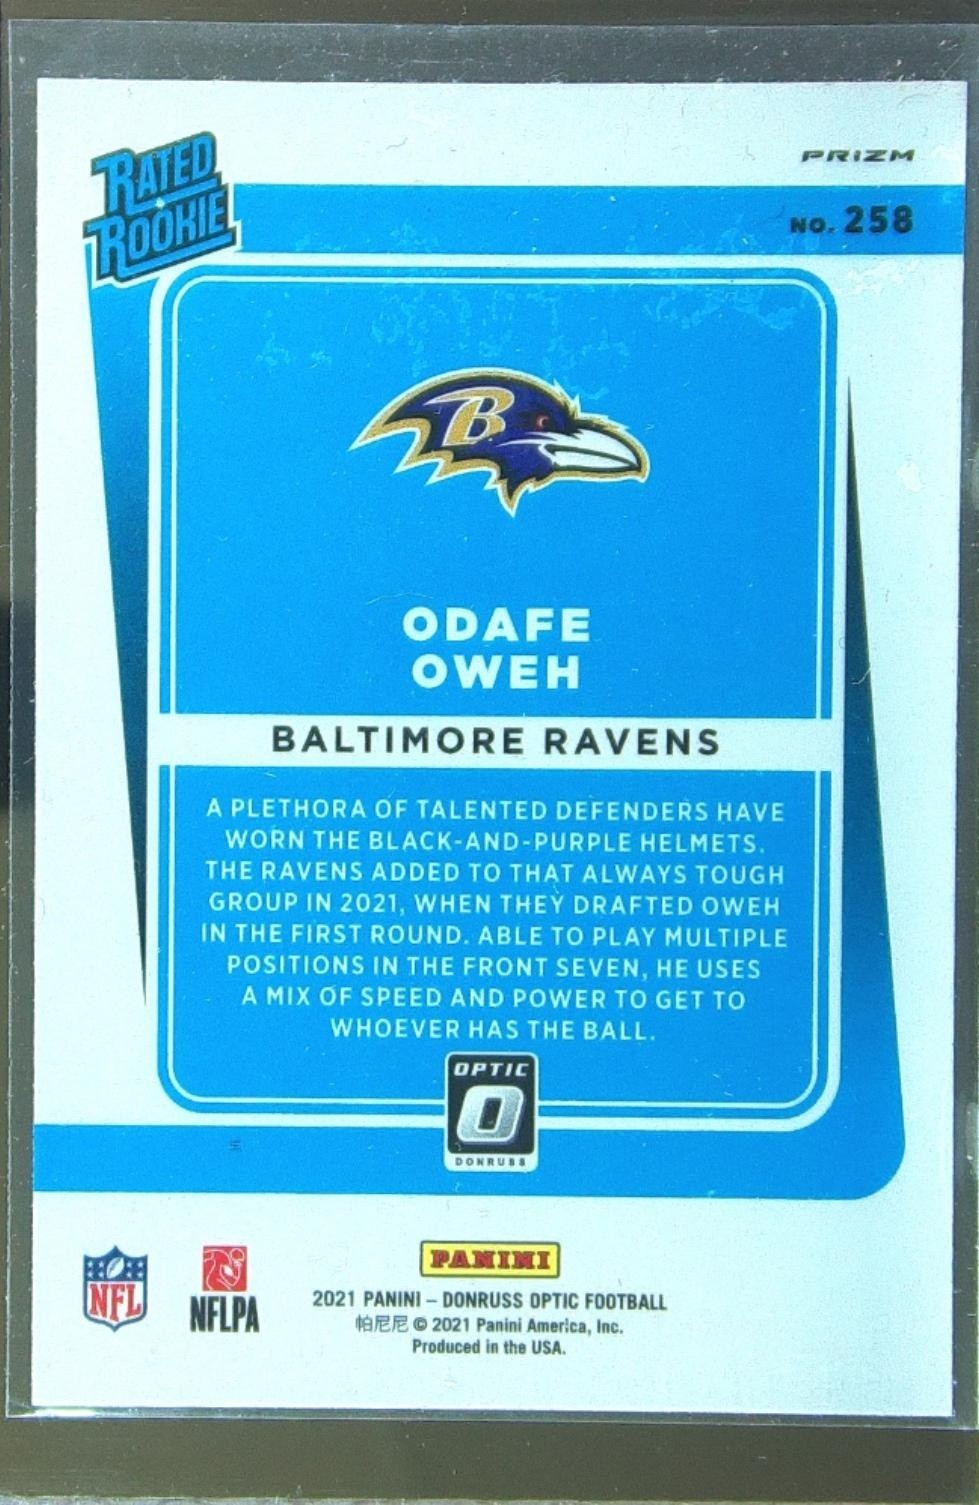 RATED
ROOKIE
PRIZM
NO. 258
B
ODAFE
OWEH
BALTIMORE RAVENS
A PLETHORA OF TALENTED DEFENDERS HAVE
WORN THE BLACK-AND-PURPLE HELMETS.
THE RAVENS ADDED TO THAT ALWAYS TOUGH
GROUP IN 2021, WHEN THEY DRAFTED OWEH
IN THE FIRST ROUND. ABLE TO PLAY MULTIPLE
POSITIONS IN THE FRONT SEVEN, HE USES
A MIX OF SPEED AND POWER TO GET TO
WHOEVER HAS THE BALL.
OPTIC
O
DONRUSS
NFL
NFLPA
PANINI
2021 PANINI – DONRUSS OPTIC FOOTBALL
帕尼尼 © 2021 Panini America, Inc.
Produced in the USA.